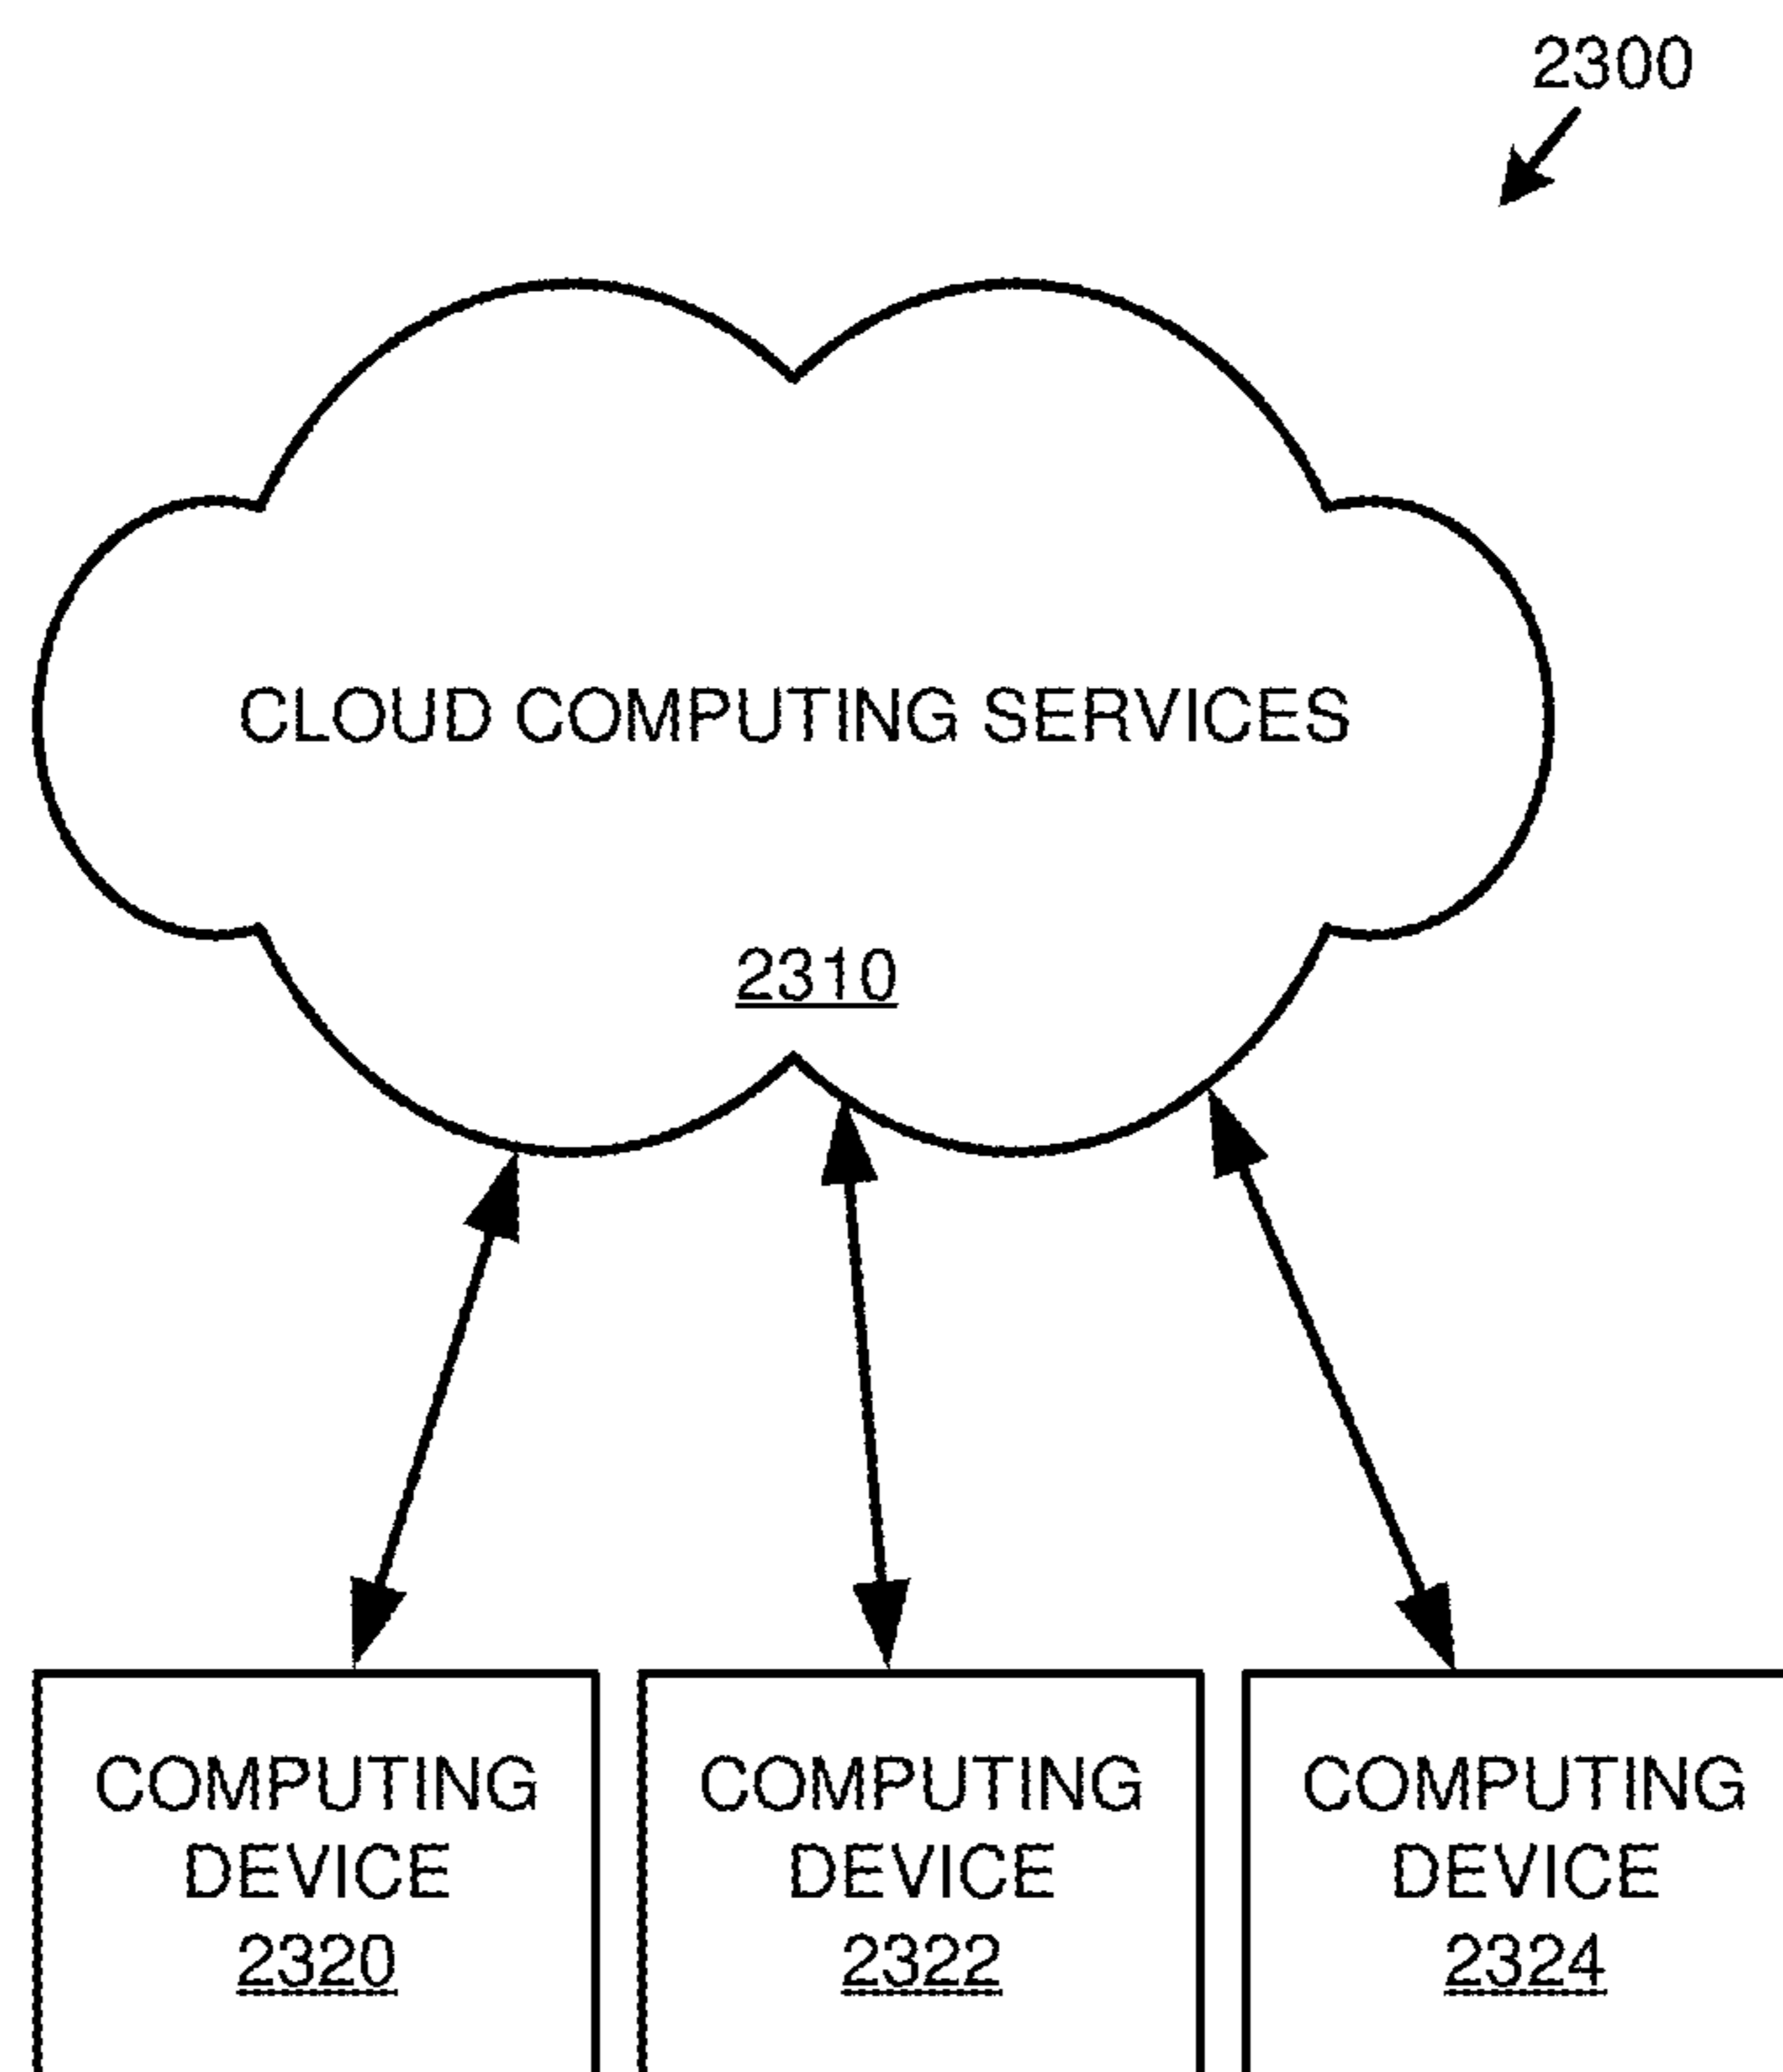 2300
CLOUD COMPUTING SERVICES
2310
COMPUTING
DEVICE
2320
COMPUTING
DEVICE
2322
COMPUTING
DEVICE
2324